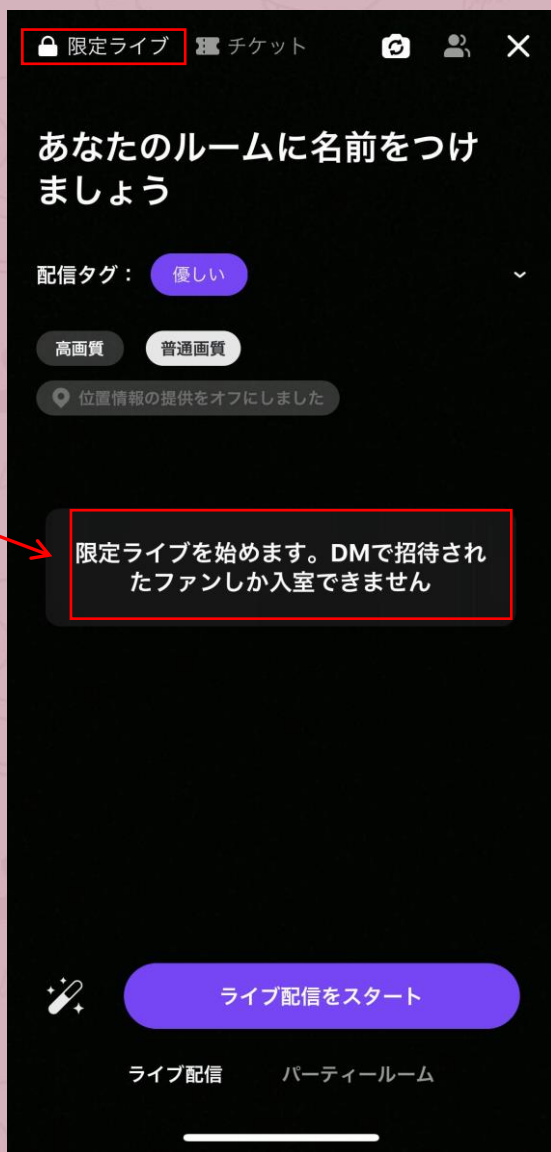 限定ライブ チケット
あなたのルームに名前をつけ
ましょう
配信タグ： 優しい
高画質 普通画質
位置情報の提供をオフにしました
限定ライブを始めます。DMで招待され
たファンしか入室できません
ライブ配信をスタート
ライブ配信 パーティールーム